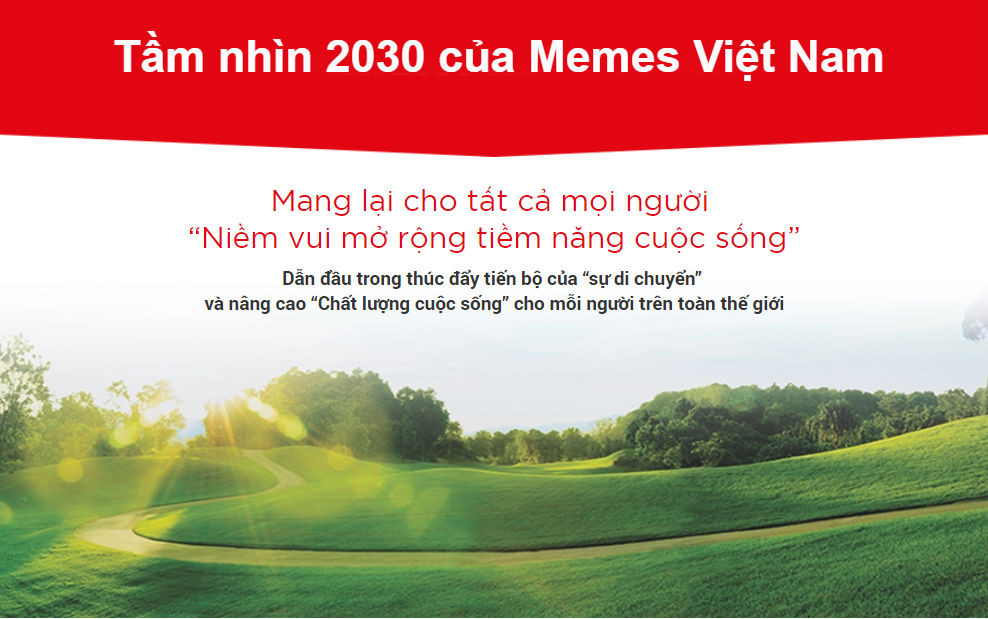 Tầm nhìn 2030 của Memes Việt Nam
Mang lại cho tất cả mọi người
“Niềm vui mở rộng tiềm năng cuộc sống”
Dẫn đầu trong thúc đẩy tiến bộ của “sự di chuyển”
và nâng cao “Chất lượng cuộc sống” cho mỗi người trên toàn thế giới